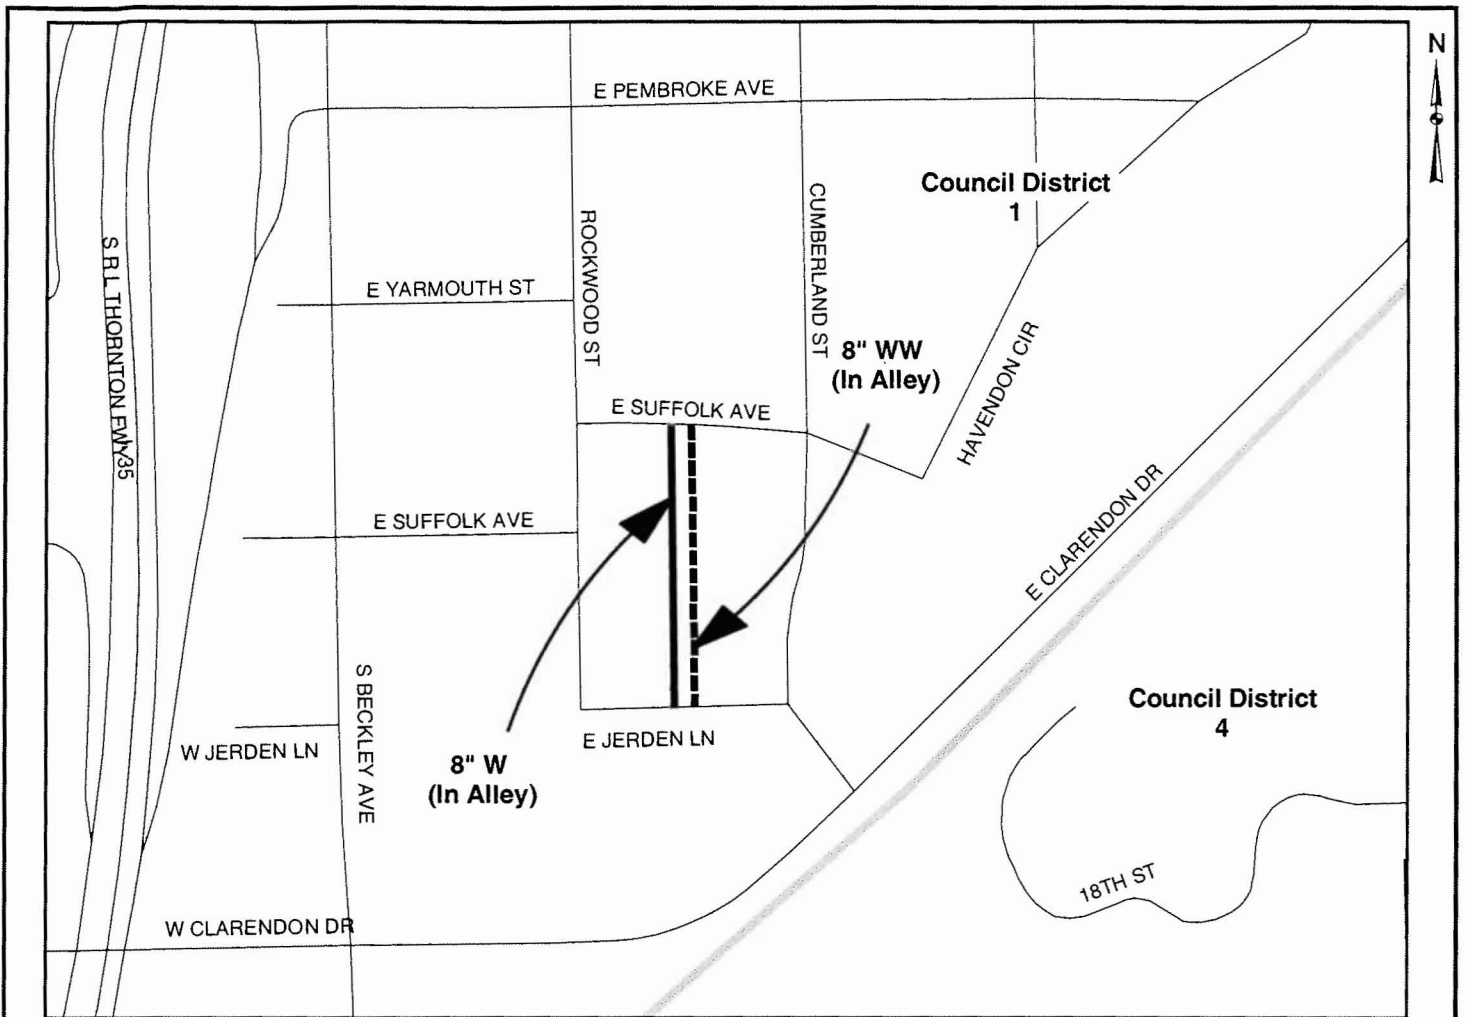 N
E PEMBROKE AVE
Council District
1
CUMBERLAND ST
ROCKWOOD ST
S R L THORNTON FWY35
E YARMOUTH ST
8" WW
(In Alley)
HAVENDON CIR
E SUFFOLK AVE
E SUFFOLK AVE
E CLARENDON DR
S BECKLEY AVE
Council District
4
E JERDEN LN
W JERDEN LN
8" W
(In Alley)
18TH ST
W CLARENDON DR